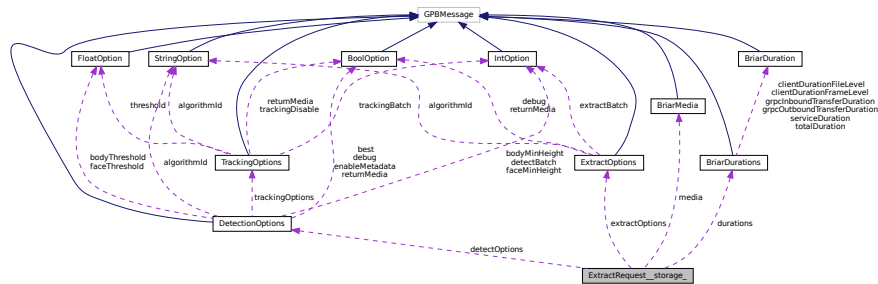 GPBMessage
FloatOption
StringOption
BoolOption
IntOption
BriarDuration
clientDurationFileLevel
clientDurationFrameLevel
grpcInboundTransferDuration
grpcOutboundTransferDuration
serviceDuration
totalDuration
threshold
algorithmId
returnMedia
trackingDisable
trackingBatch
algorithmId
debug
returnMedia
extractBatch
BriarMedia
bodyThreshold
faceThreshold
algorithmId
TrackingOptions
best
debug
enableMetadata
returnMedia
bodyMinHeight
detectBatch
faceMinHeight
ExtractOptions
BriarDurations
trackingOptions
media
DetectionOptions
extractOptions
durations
detectOptions
ExtractRequest__storage_